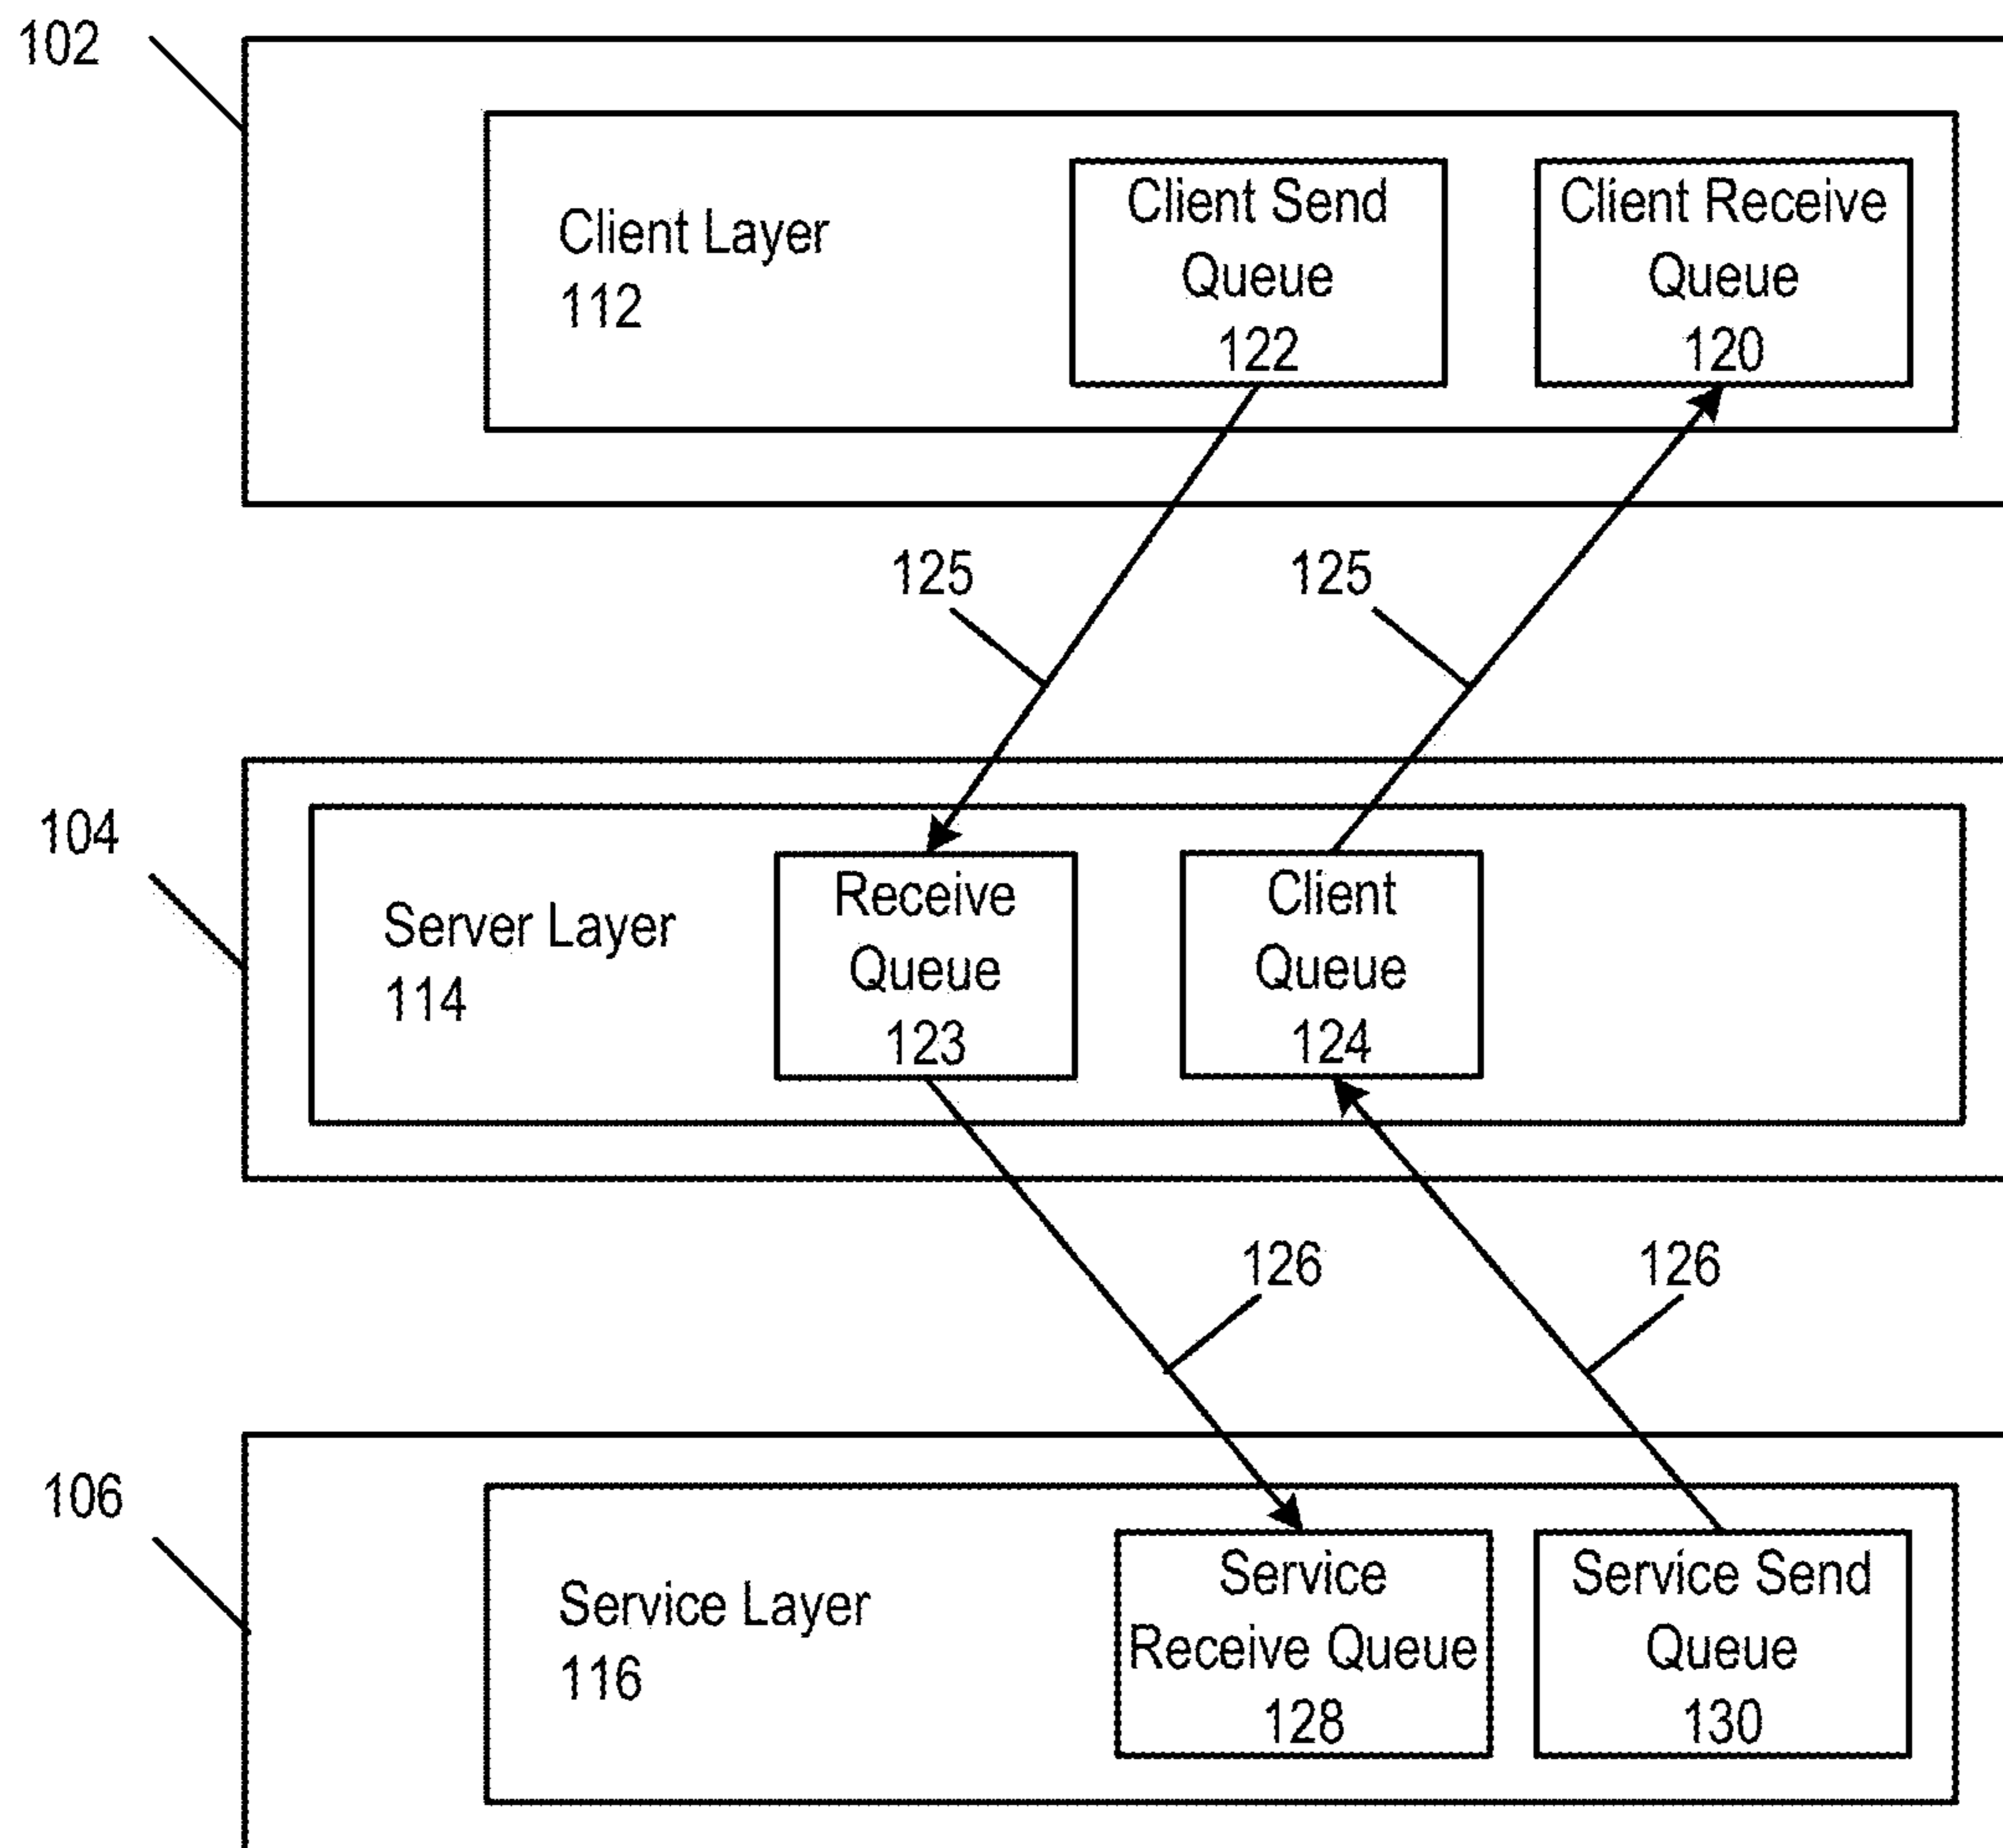 102
Client Layer
112
Client Send
Queue
122
Client Receive
Queue
120
125
125
104
Server Layer
114
Receive
Queue
123
Client
Queue
124
126
126
106
Service Layer
116
Service
Receive Queue
128
Service Send
Queue
130